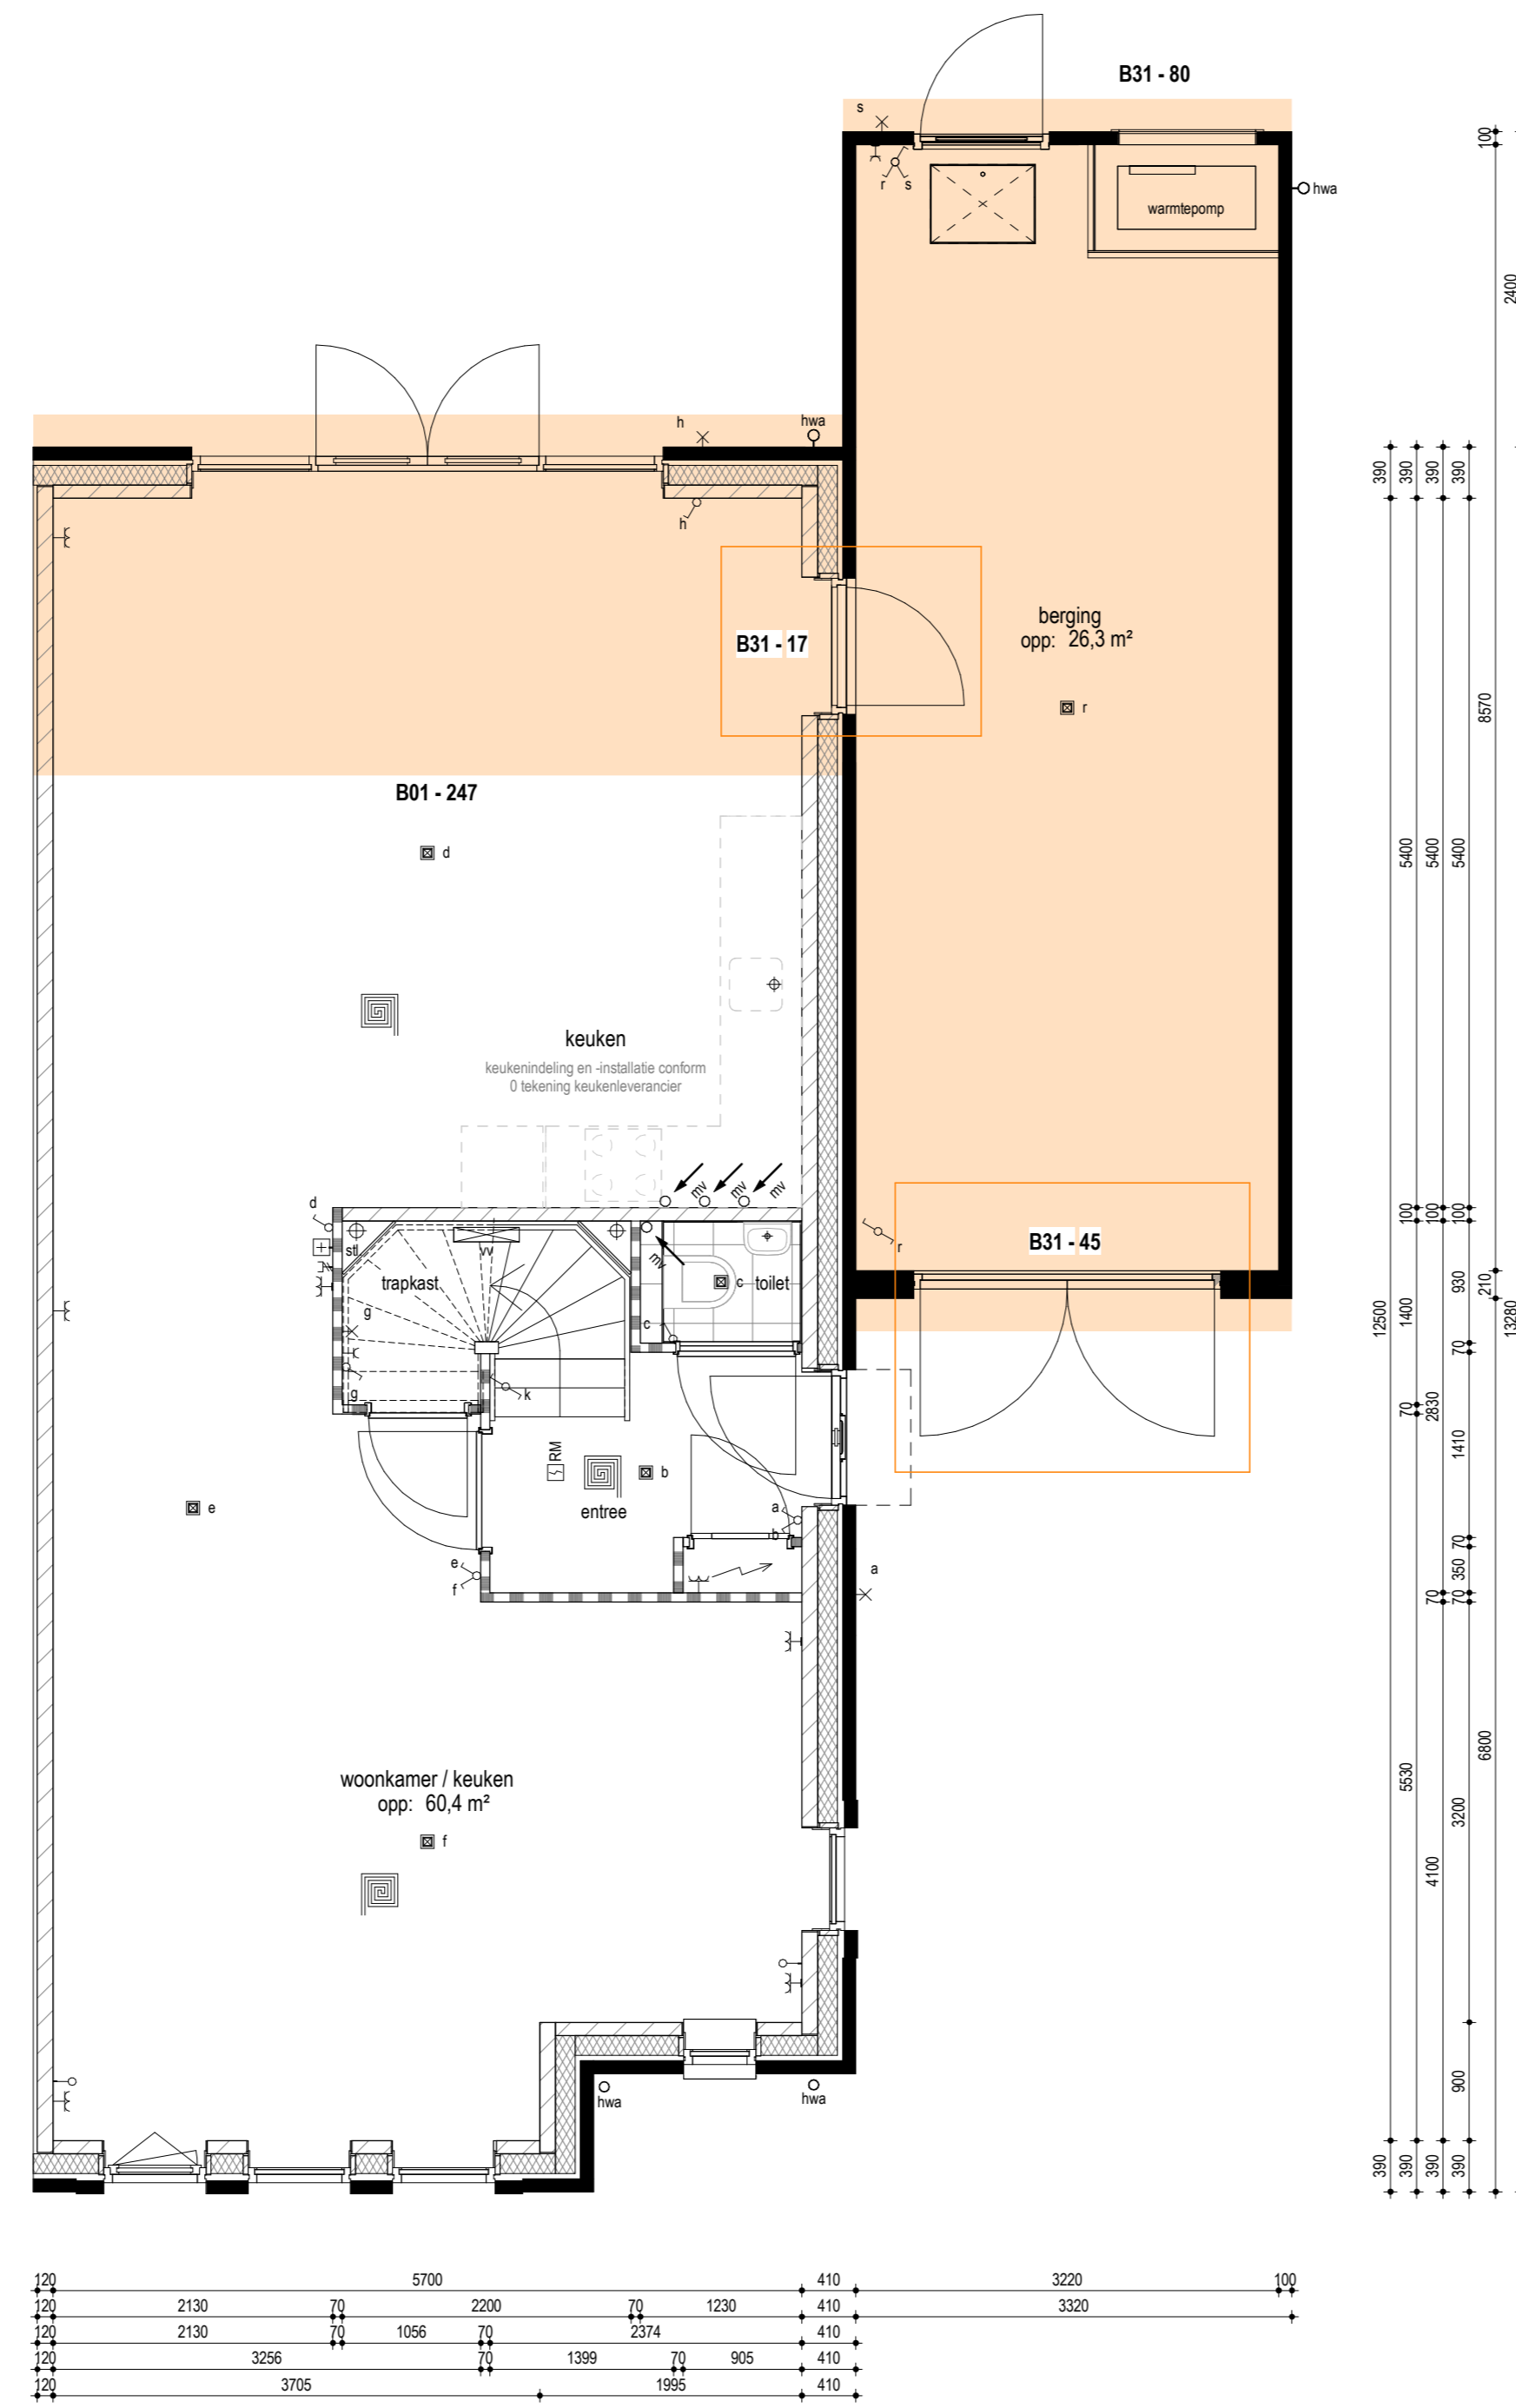 B31 - 80
s
r s
hwa
warmtepomp
100
2400
h
hwa
h
390 390 390 390
B31 - 17
berging
opp: 26,3 m²
r
8570
B01 - 247
d
5400 5400 5400
keuken
keukenindeling en -installatie conform
0 tekening keukenleverancier
mv mv mv
d
100 100 100
stl
vv
mv
r
B31 - 45
trapkast
c toilet
g
c
930
210
12500
1400
13280
70
g
k
70
2830
1410
RM
b
e
entree
a
b
e
f
a
70
350
70 70
woonkamer / keuken
opp: 60,4 m²
f
5530
6800
3200
4100
hwa
hwa
900
390 390 390 390
120 5700 410 3220 100
120 2130 70 2200 70 1230 410 3320
120 2130 70 1056 70 2374 410
120 3256 70 1399 70 905 410
120 3705 1995 410